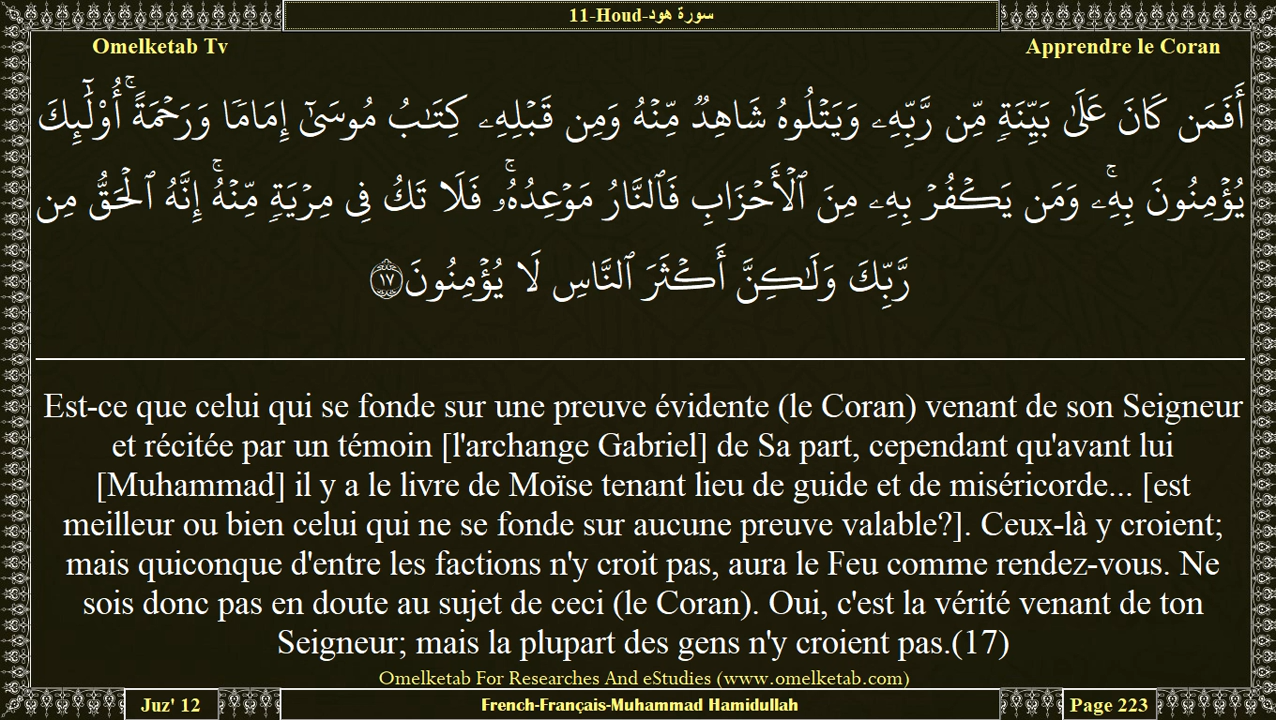 11-Houd-سورة هود
Omelketab Tv
Apprendre le Coran
أَفَمَن كَانَ عَلَىٰ بَيِّنَةٖ مِّن رَّبِّهِۦ وَيَتۡلُوهُ شَاهِدٞ مِّنۡهُ وَمِن قَبۡلِهِۦ كِتَٰبُ مُوسَىٰٓ إِمَامٗا وَرَحۡمَةًۚ أُوْلَٰٓئِكَ
يُؤۡمِنُونَ بِهِۦۚ وَمَن يَكۡفُرۡ بِهِۦ مِنَ ٱلۡأَحۡزَابِ فَٱلنَّارُ مَوۡعِدُهُۥۚ فَلَا تَكُ فِي مِرۡيَةٖ مِّنۡهُۚ إِنَّهُ ٱلۡحَقُّ مِن
رَّبِّكَ وَلَٰكِنَّ أَكۡثَرَ ٱلنَّاسِ لَا يُؤۡمِنُونَ ١٧
Est-ce que celui qui se fonde sur une preuve évidente (le Coran) venant de son Seigneur
et récitée par un témoin [l'archange Gabriel] de Sa part, cependant qu'avant lui
[Muhammad] il y a le livre de Moïse tenant lieu de guide et de miséricorde... [est
meilleur ou bien celui qui ne se fonde sur aucune preuve valable?]. Ceux-là y croient;
mais quiconque d'entre les factions n'y croit pas, aura le Feu comme rendez-vous. Ne
sois donc pas en doute au sujet de ceci (le Coran). Oui, c'est la vérité venant de ton
Seigneur; mais la plupart des gens n'y croient pas.(17)
Omelketab For Researches And eStudies (www.omelketab.com)
Juz' 12
French-Français-Muhammad Hamidullah
Page 223